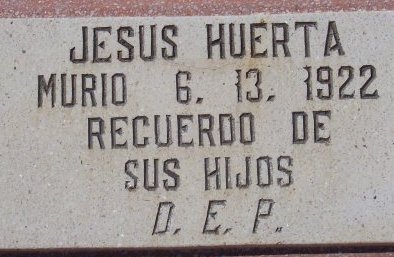 JESUS HUERTA
MURIO 6. 13. 1922
RECUERDO DE
SUS HIJOS
D. E. P.